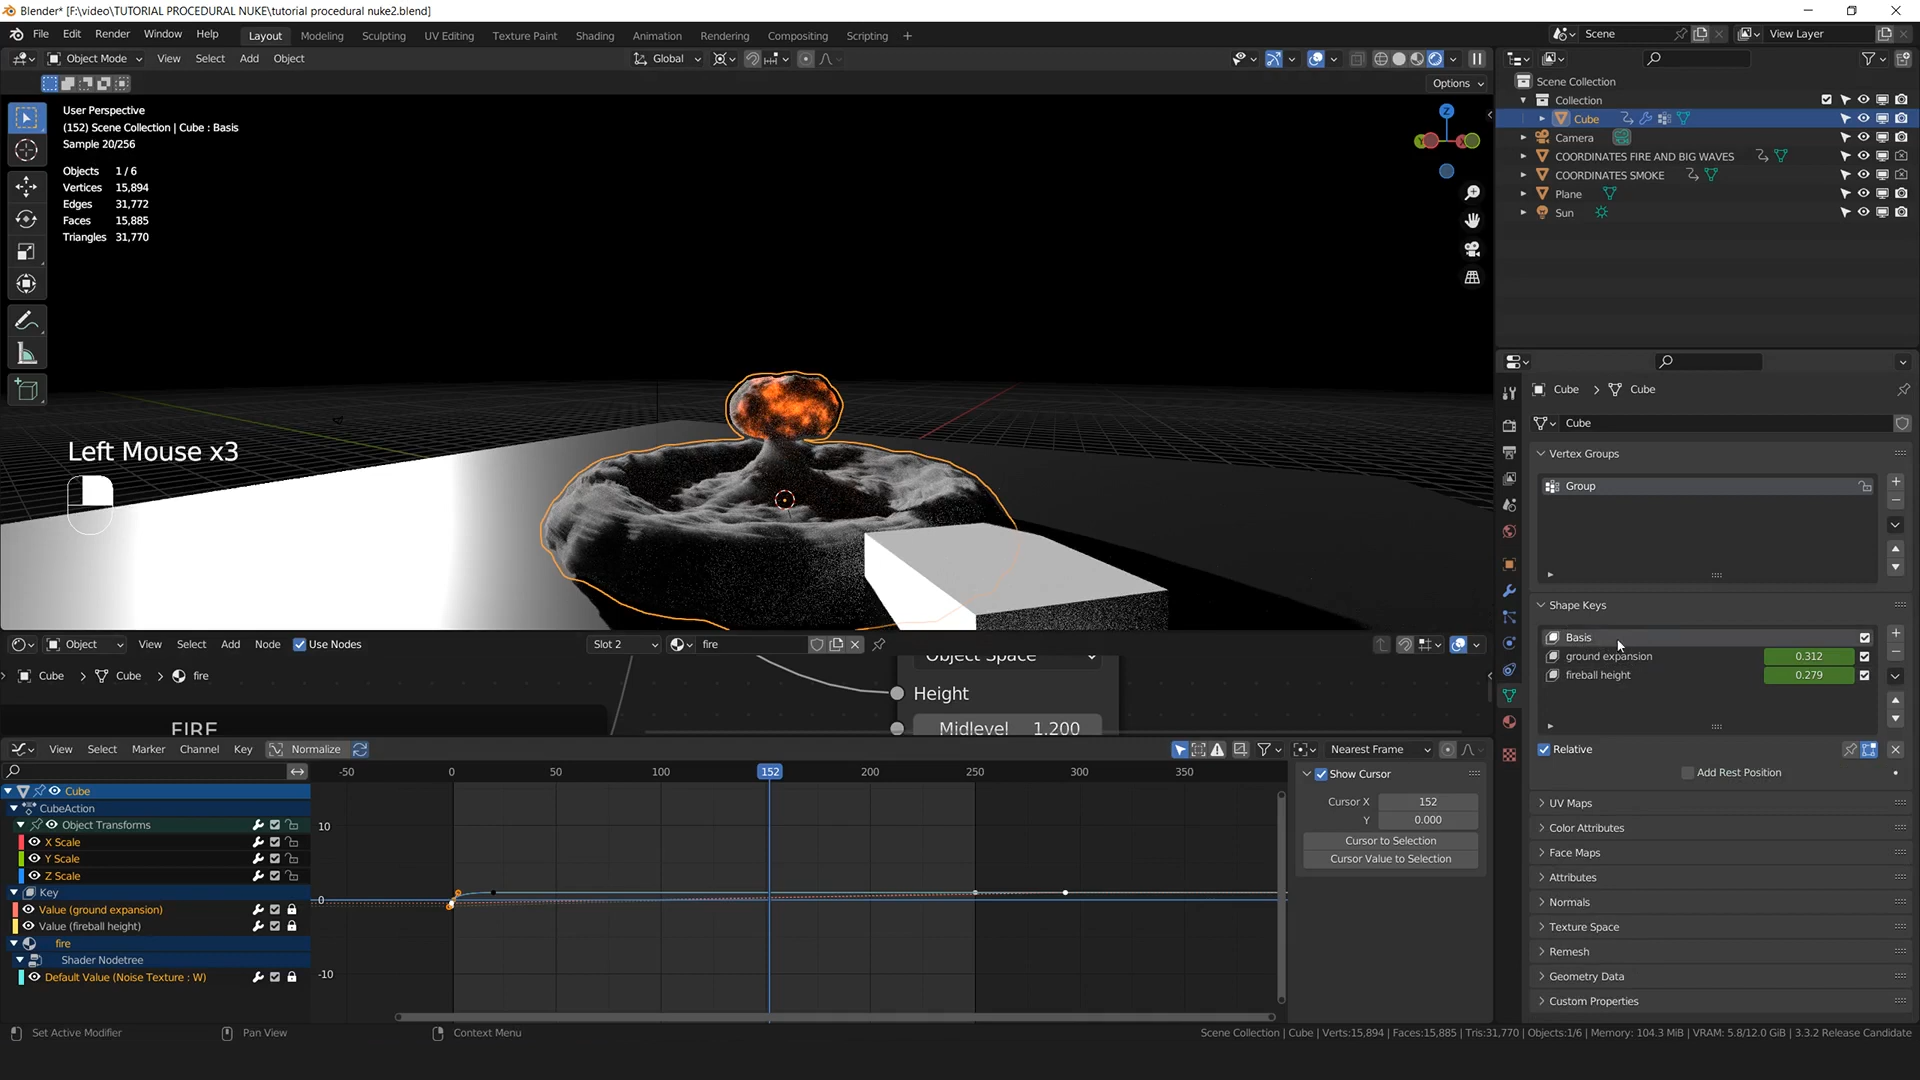 Blender* [F:\video\TUTORIAL PROCEDURAL NUKE\tutorial procedural nuke2.blend]
File Edit Render Window Help Layout Modeling Sculpting UV Editing Texture Paint Shading Animation Rendering Compositing Scripting + Scene View Layer
Object Mode View Select Add Object Global
Options
User Perspective
(152) Scene Collection | Cube : Basis
Sample 20/256
Objects 1 / 6
Vertices 15,894
Edges 31,772
Faces 15,885
Triangles 31,770
Z
Left Mouse x3
Scene Collection
Collection
Cube
Camera
COORDINATES FIRE AND BIG WAVES
COORDINATES SMOKE
Plane
Sun
Cube > Cube
Cube
Vertex Groups
Group
Shape Keys
Basis
ground expansion 0.312
fireball height 0.279
Relative
Add Rest Position
UV Maps
Color Attributes
Face Maps
Attributes
Normals
Texture Space
Remesh
Geometry Data
Custom Properties
Object View Select Add Node Use Nodes Slot 2 fire
Cube > Cube > fire
FIRE
Object Space
Height
Midlevel 1.200
View Select Marker Channel Key Normalize Nearest Frame
-50 0 50 100 152 200 250 300 350
10
0
-10
Cube
CubeAction
Object Transforms
X Scale
Y Scale
Z Scale
Key
Value (ground expansion)
Value (fireball height)
fire
Shader Nodetree
Default Value (Noise Texture : W)
Show Cursor
Cursor X 152
Y 0.000
Cursor to Selection
Cursor Value to Selection
Set Active Modifier Pan View Context Menu
Scene Collection | Cube | Verts:15,894 | Faces:15,885 | Tris:31,770 | Objects:1/6 | Memory: 104.3 MiB | VRAM: 5.8/12.0 GiB | 3.3.2 Release Candidate